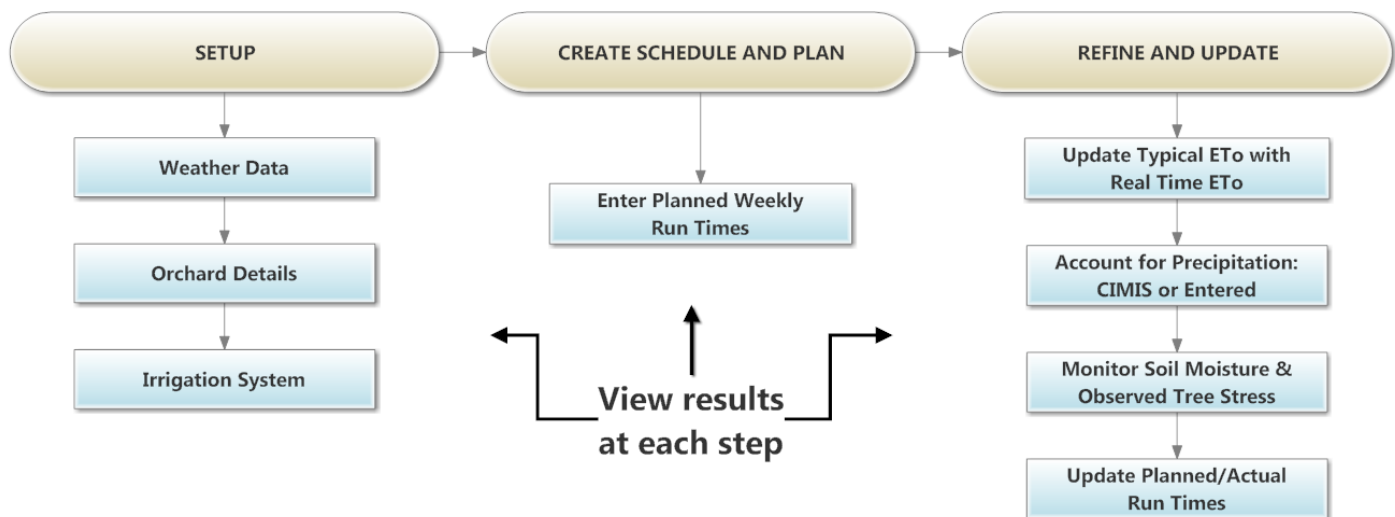 SETUP
CREATE SCHEDULE AND PLAN
REFINE AND UPDATE
Weather Data
Orchard Details
Irrigation System
Enter Planned Weekly
Run Times
View results
at each step
Update Typical ETo with
Real Time ETo
Account for Precipitation:
CIMIS or Entered
Monitor Soil Moisture &
Observed Tree Stress
Update Planned/Actual
Run Times